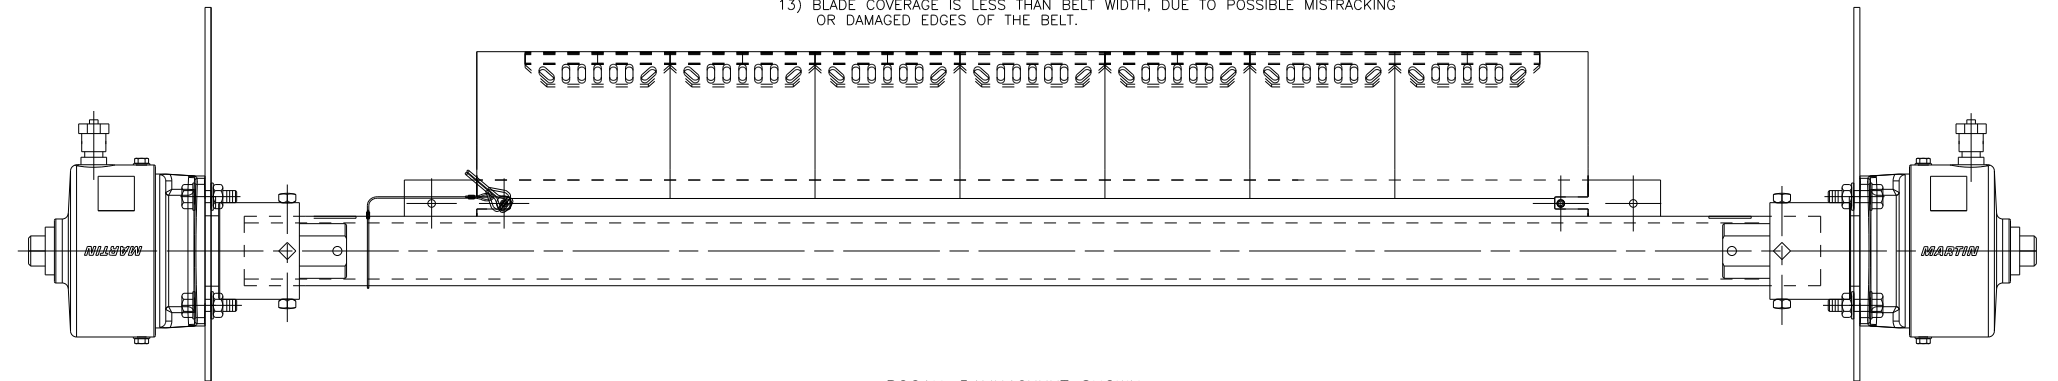 13) BLADE COVERAGE IS LESS THAN BELT WIDTH, DUE TO POSSIBLE MISTRACKING
OR DAMAGED EDGES OF THE BELT.
MARTIN
MARTIN